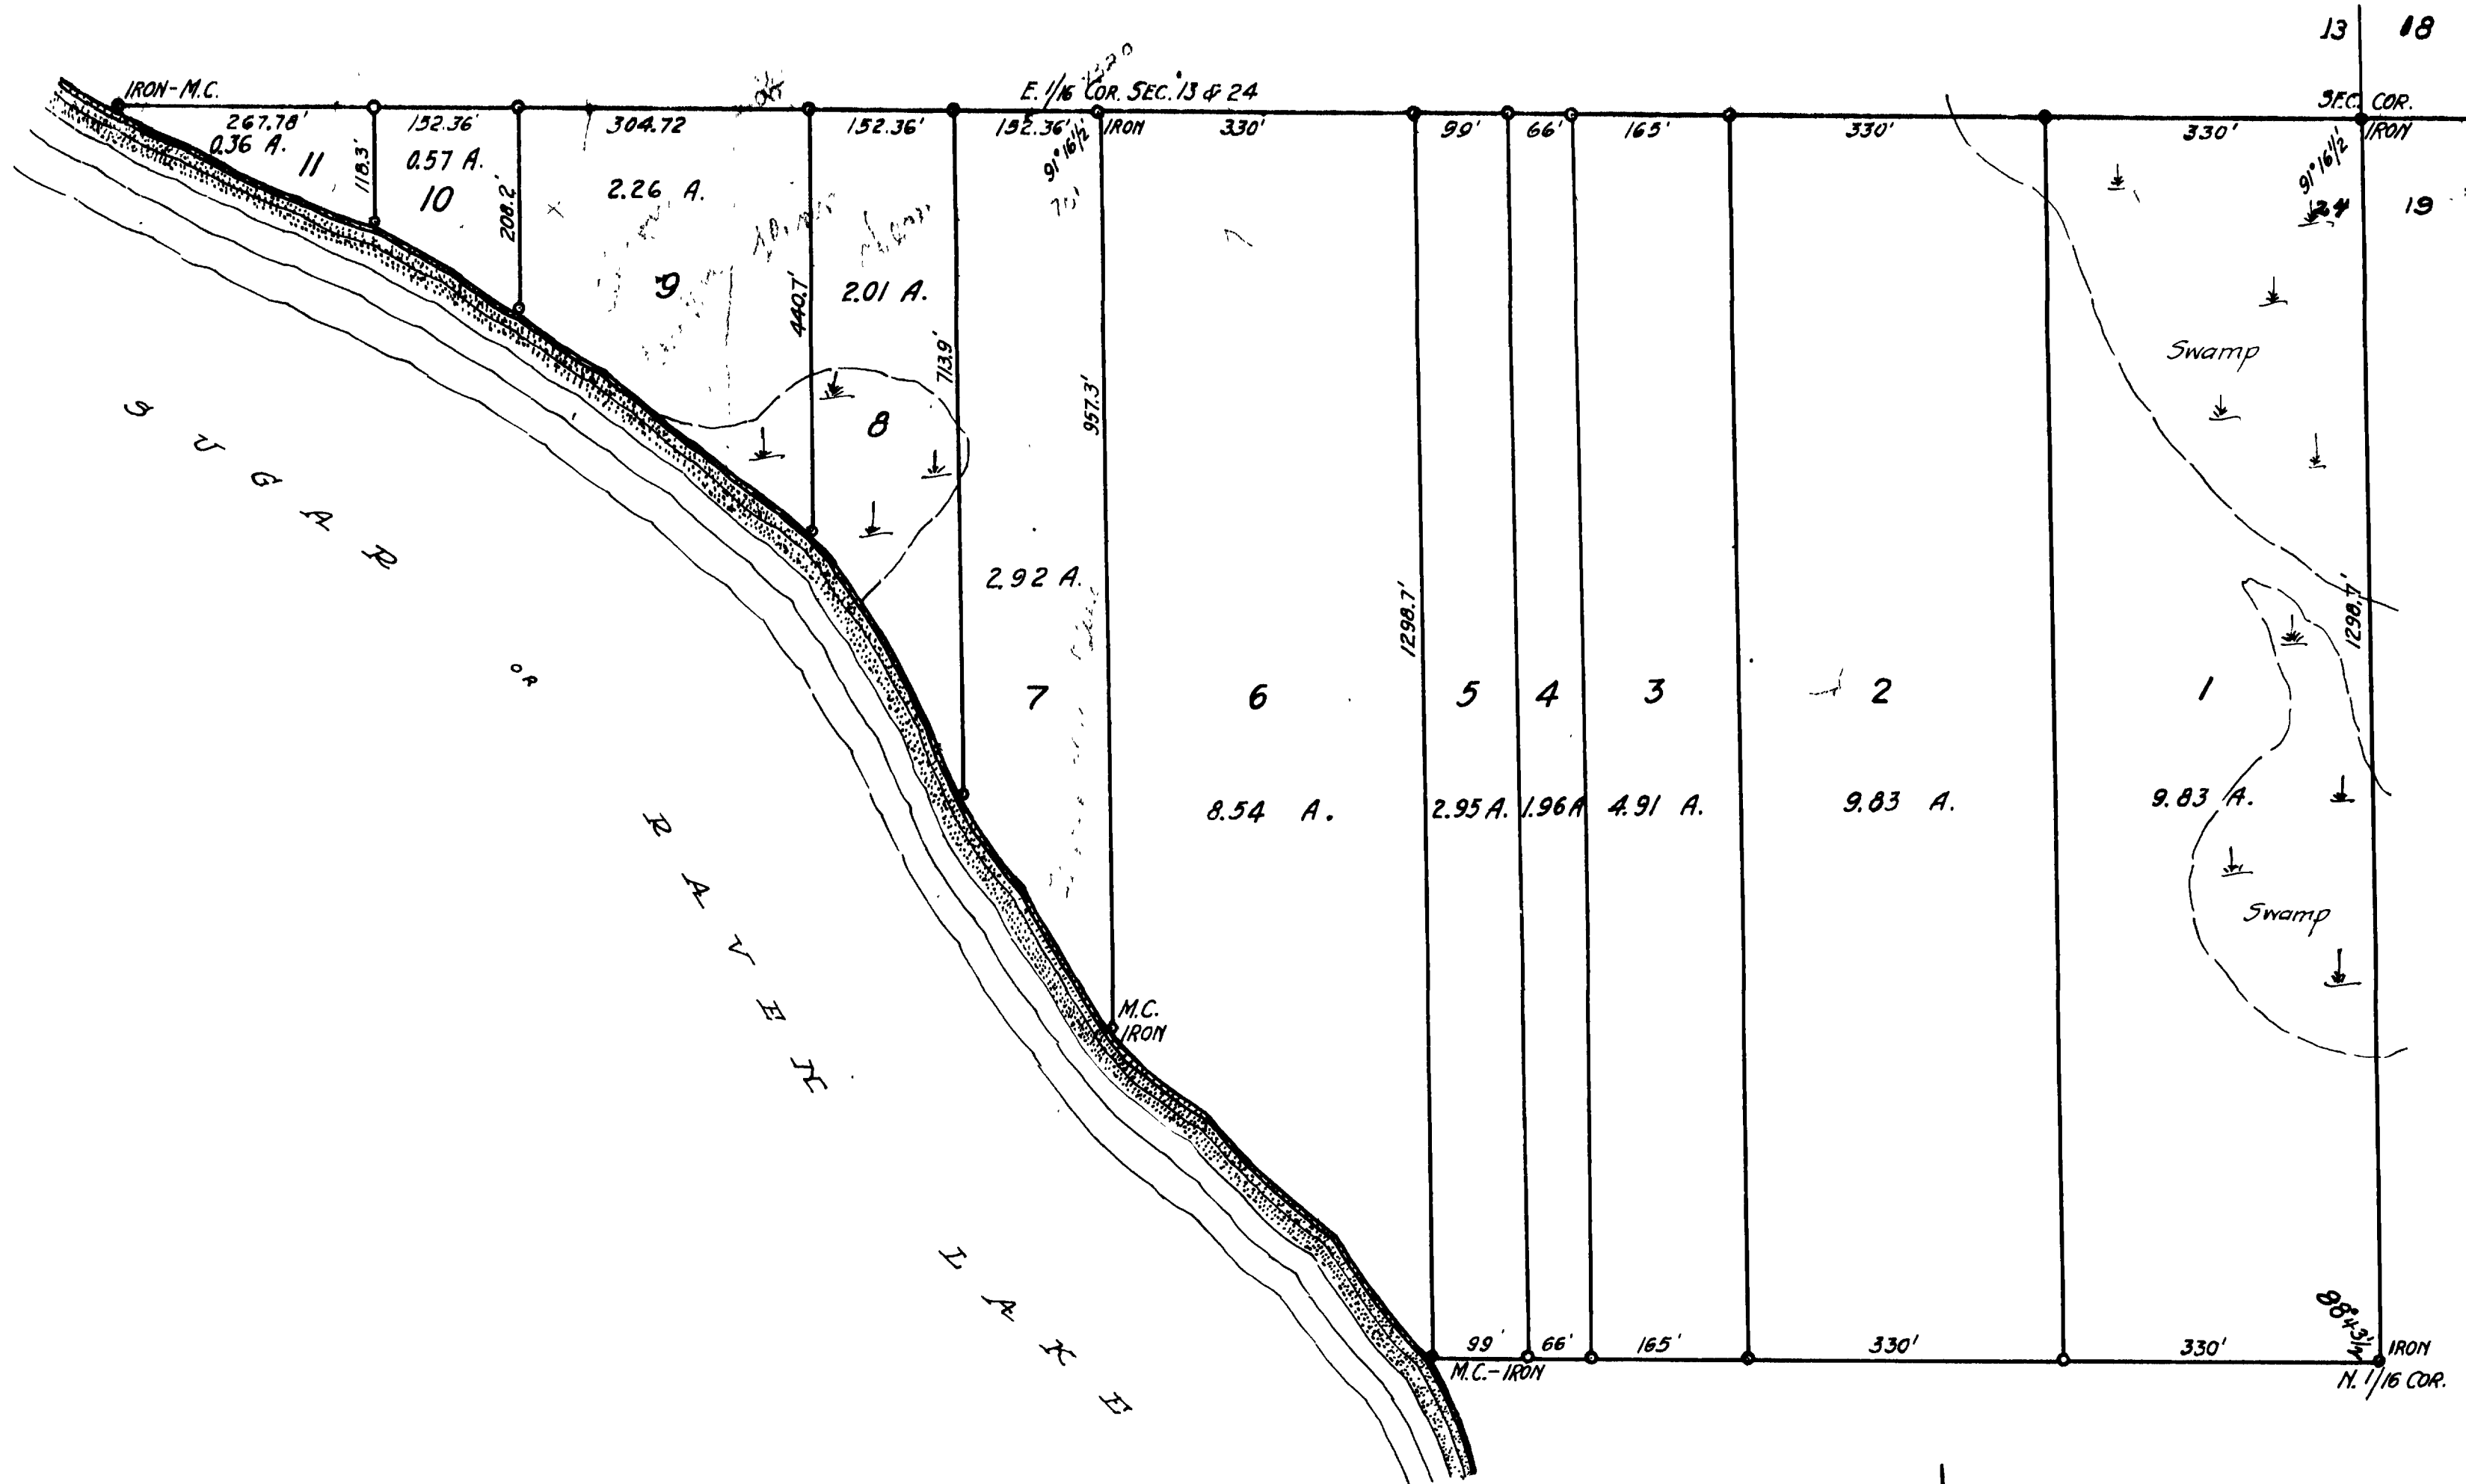 13 18
IRON-M.C.
E. 1/16 COR. SEC. 13 & 24
SEC. COR.
267.78' 152.36' 304.72 152.36' 152.36' IRON 330' 99' 66' 165' 330' 330' IRON
0.36 A. 11
118.3'
0.57 A.
10
208.2'
2.26 A.
9
440.7'
2.01 A.
8
713.9'
91°16½'
957.3'
91°16½'
24 19
Swamp
2.92 A.
7
1298.7'
1298.7'
6 5 4 3 2 1
8.54 A. 2.95 A. 1.96 A 4.91 A. 9.83 A. 9.83 A.
Swamp
M.C.
IRON
SUGAR
OR
RAVEN
LAKE
99' 66' 165' 330' 330'
M.C.-IRON
IRON
N. 1/16 COR.